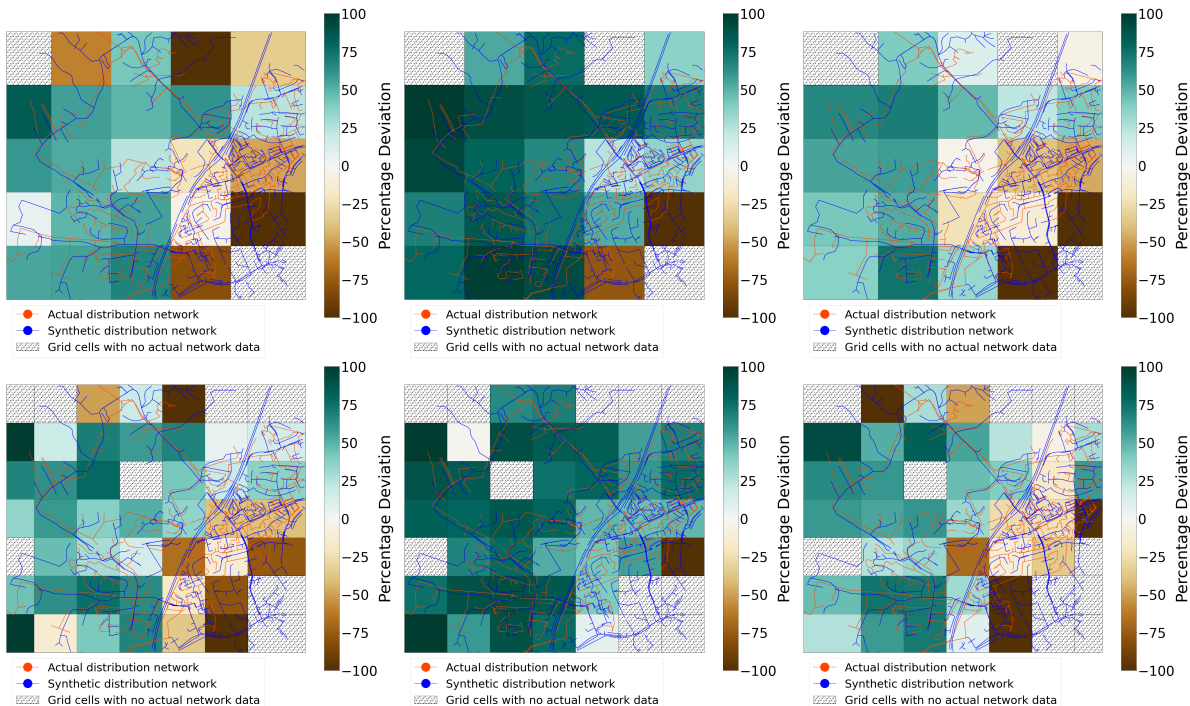 100
75
50
25
0
−25
−50
−75
−100
Percentage Deviation
Actual distribution network
Synthetic distribution network
Grid cells with no actual network data
100
75
50
25
0
−25
−50
−75
−100
Percentage Deviation
Actual distribution network
Synthetic distribution network
Grid cells with no actual network data
100
75
50
25
0
−25
−50
−75
−100
Percentage Deviation
Actual distribution network
Synthetic distribution network
Grid cells with no actual network data
100
75
50
25
0
−25
−50
−75
−100
Percentage Deviation
Actual distribution network
Synthetic distribution network
Grid cells with no actual network data
100
75
50
25
0
−25
−50
−75
−100
Percentage Deviation
Actual distribution network
Synthetic distribution network
Grid cells with no actual network data
100
75
50
25
0
−25
−50
−75
−100
Percentage Deviation
Actual distribution network
Synthetic distribution network
Grid cells with no actual network data